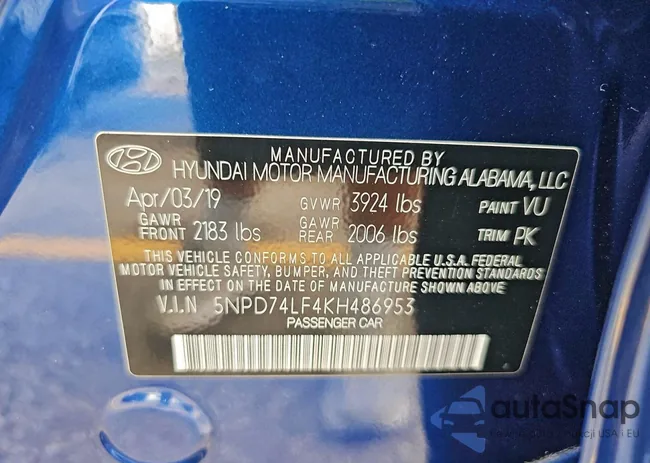 MANUFACTURED BY
HYUNDAI MOTOR MANUFACTURING ALABAMA, LLC
Apr/03/19 GVWR 3924 lbs PAINT VU
GAWR FRONT 2183 lbs GAWR REAR 2006 lbs TRIM PK
THIS VEHICLE CONFORMS TO ALL APPLICABLE U.S.A. FEDERAL
MOTOR VEHICLE SAFETY, BUMPER, AND THEFT PREVENTION STANDARDS
IN EFFECT ON THE DATE OF MANUFACTURE SHOWN ABOVE
V.I.N 5NPD74LF4KH486953
PASSENGER CAR
autoSnap
USA i EU